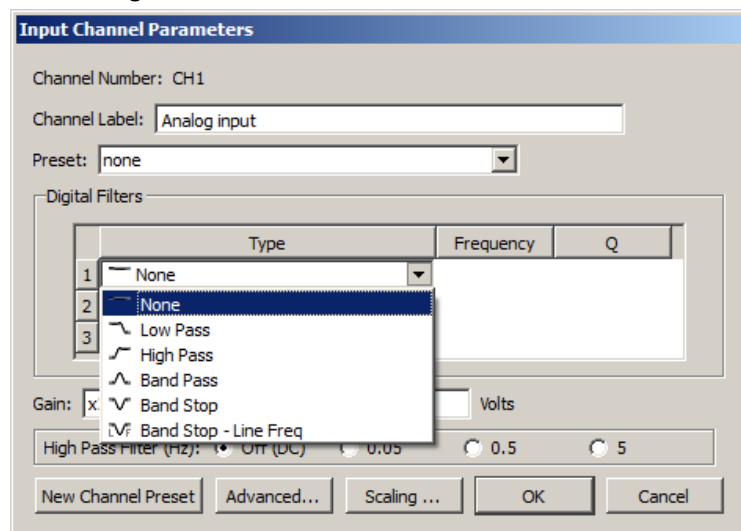 Input Channel Parameters
Channel Number: CH1
Channel Label: Analog input
Preset: none
Digital Filters
Type Frequency Q
1 None
2 None
Low Pass
3 High Pass
Band Pass
Gain: x Band Stop Volts
Band Stop - Line Freq
High Pass Filter (Hz): Off (DC) 0.05 0.5 5
New Channel Preset Advanced... Scaling ... OK Cancel